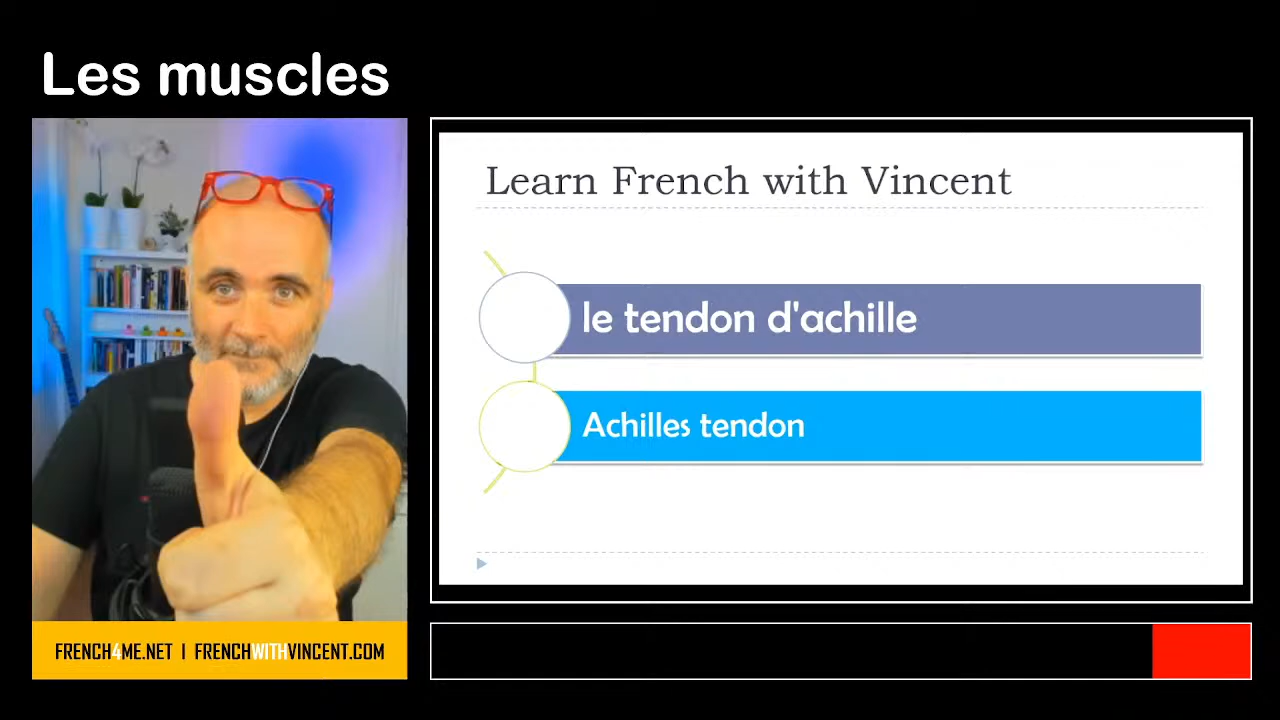 Les muscles
Learn French with Vincent
le tendon d'achille
Achilles tendon
FRENCH4ME.NET I FRENCHWITHVINCENT.COM